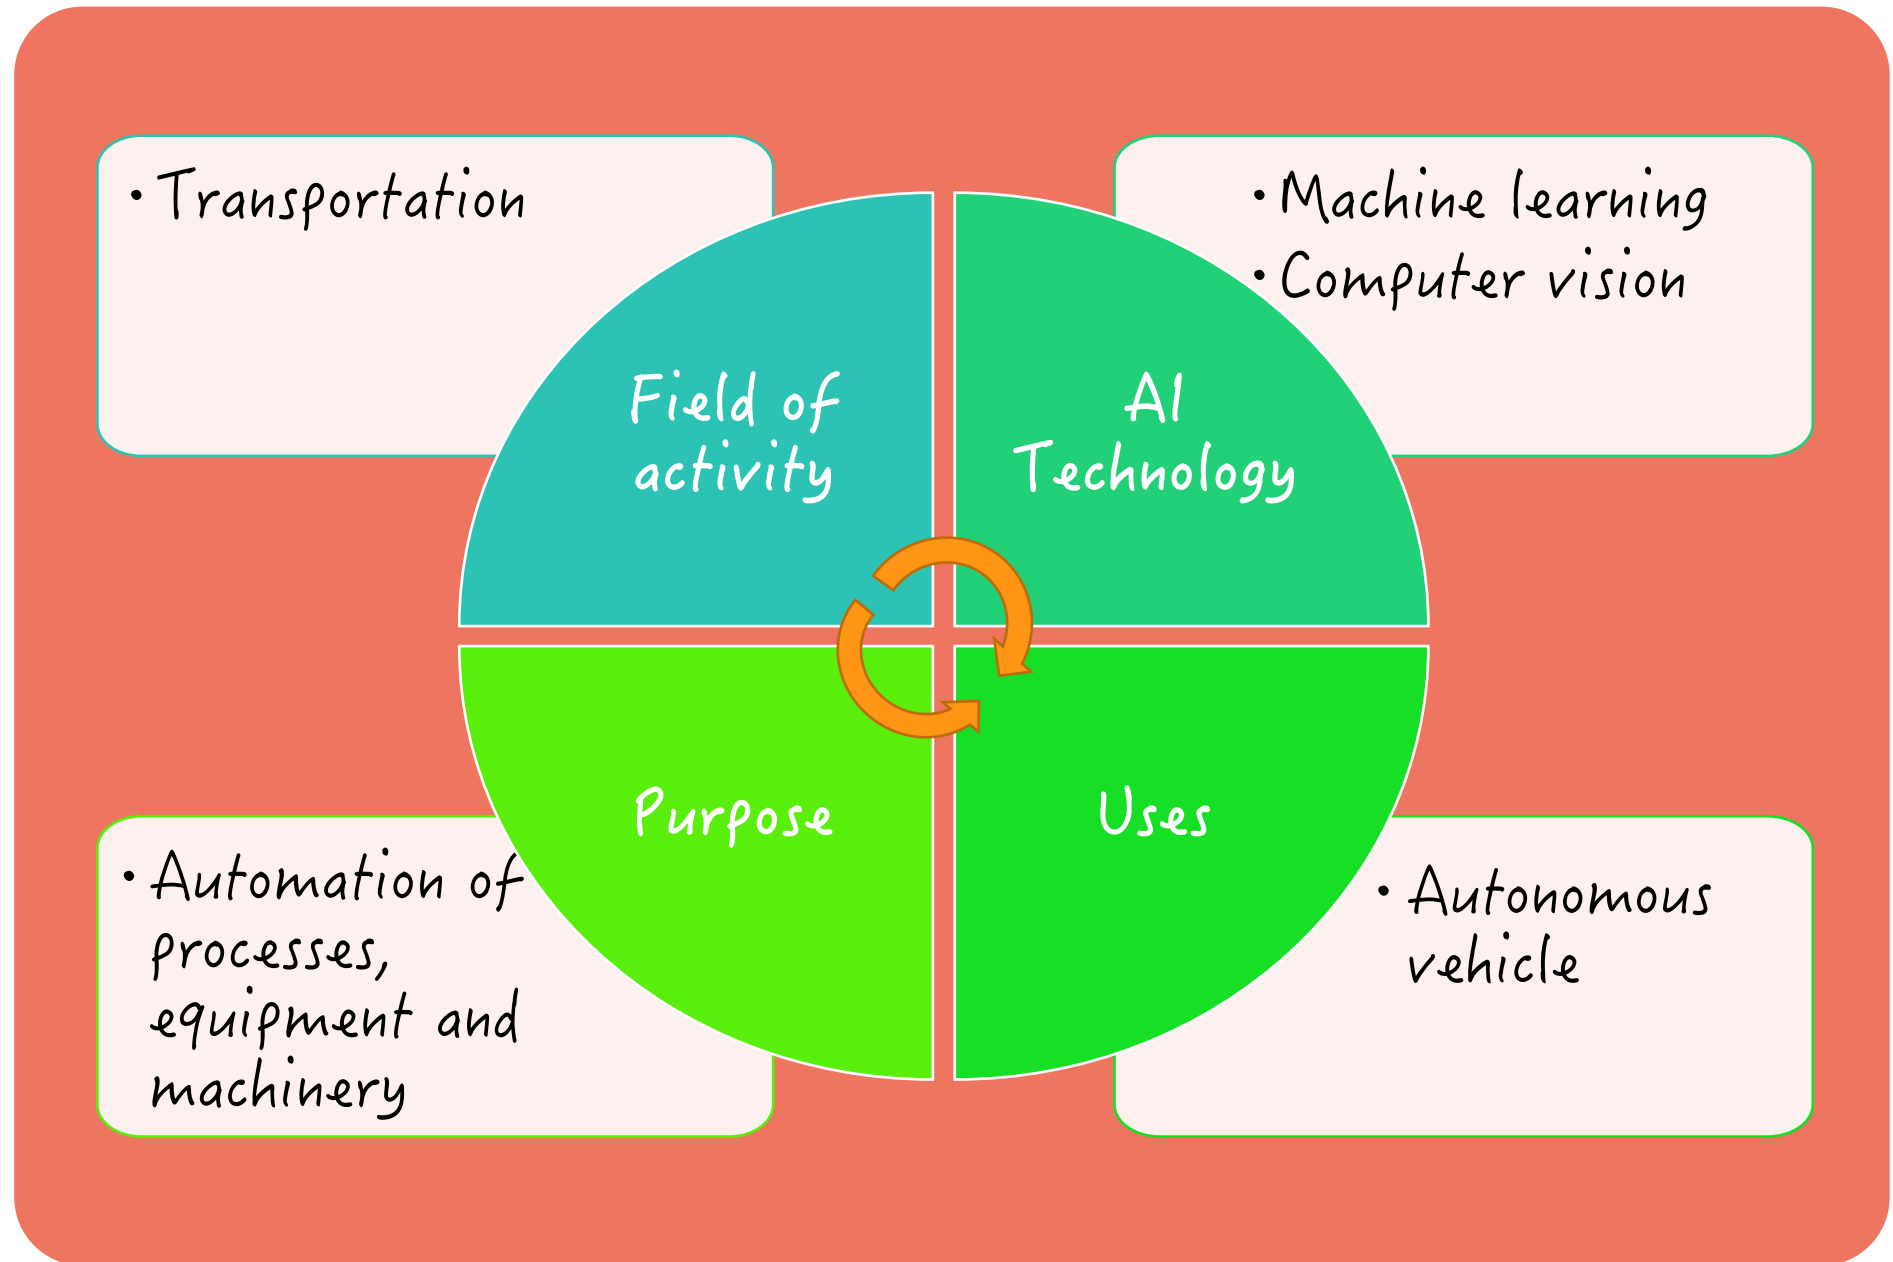 • Transportation
• Machine learning
• Computer vision
Field of
activity
AI
Technology
Purpose
Uses
• Automation of
processes,
equipment and
machinery
• Autonomous
vehicle